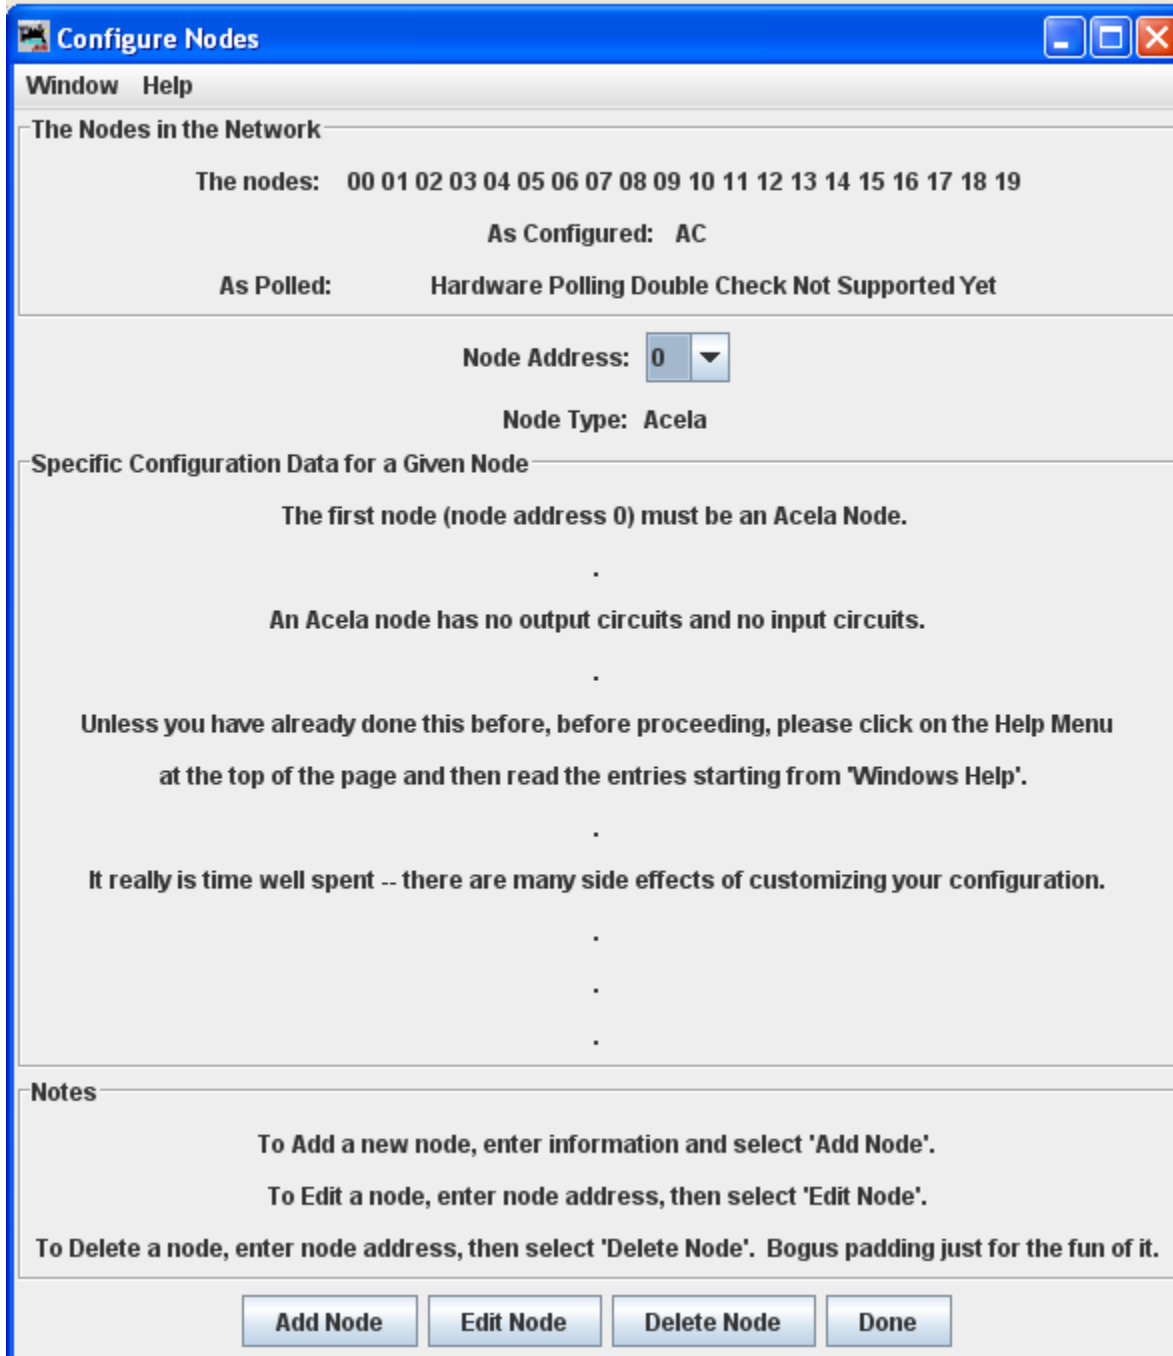 Configure Nodes
Window Help
The Nodes in the Network
The nodes: 00 01 02 03 04 05 06 07 08 09 10 11 12 13 14 15 16 17 18 19
As Configured: AC
As Polled: Hardware Polling Double Check Not Supported Yet
Node Address: 0
Node Type: Acela
Specific Configuration Data for a Given Node
The first node (node address 0) must be an Acela Node.
.
An Acela node has no output circuits and no input circuits.
.
Unless you have already done this before, before proceeding, please click on the Help Menu
at the top of the page and then read the entries starting from 'Windows Help'.
.
It really is time well spent -- there are many side effects of customizing your configuration.
.
.
.
Notes
To Add a new node, enter information and select 'Add Node'.
To Edit a node, enter node address, then select 'Edit Node'.
To Delete a node, enter node address, then select 'Delete Node'. Bogus padding just for the fun of it.
Add Node Edit Node Delete Node Done